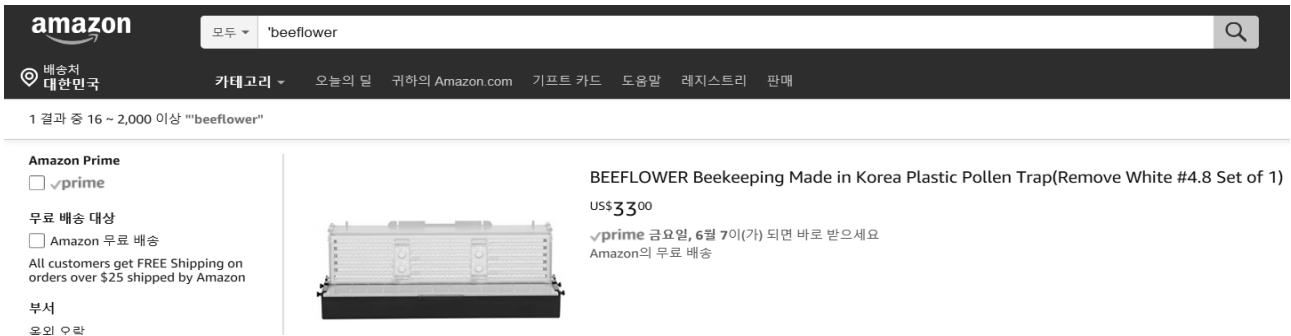 amazon
모두
'beeflower
배송처
대한민국
카테고리
오늘의 딜
귀하의 Amazon.com
기프트 카드
도움말
레지스트리
판매
1 결과 중 16 ~ 2,000 이상 "'beeflower"
Amazon Prime
prime
무료 배송 대상
Amazon 무료 배송
All customers get FREE Shipping on
orders over $25 shipped by Amazon
부서
옥외 오락
BEEFLOWER Beekeeping Made in Korea Plastic Pollen Trap(Remove White #4.8 Set of 1)
US$3300
prime 금요일, 6월 7이(가) 되면 바로 받으세요
Amazon의 무료 배송